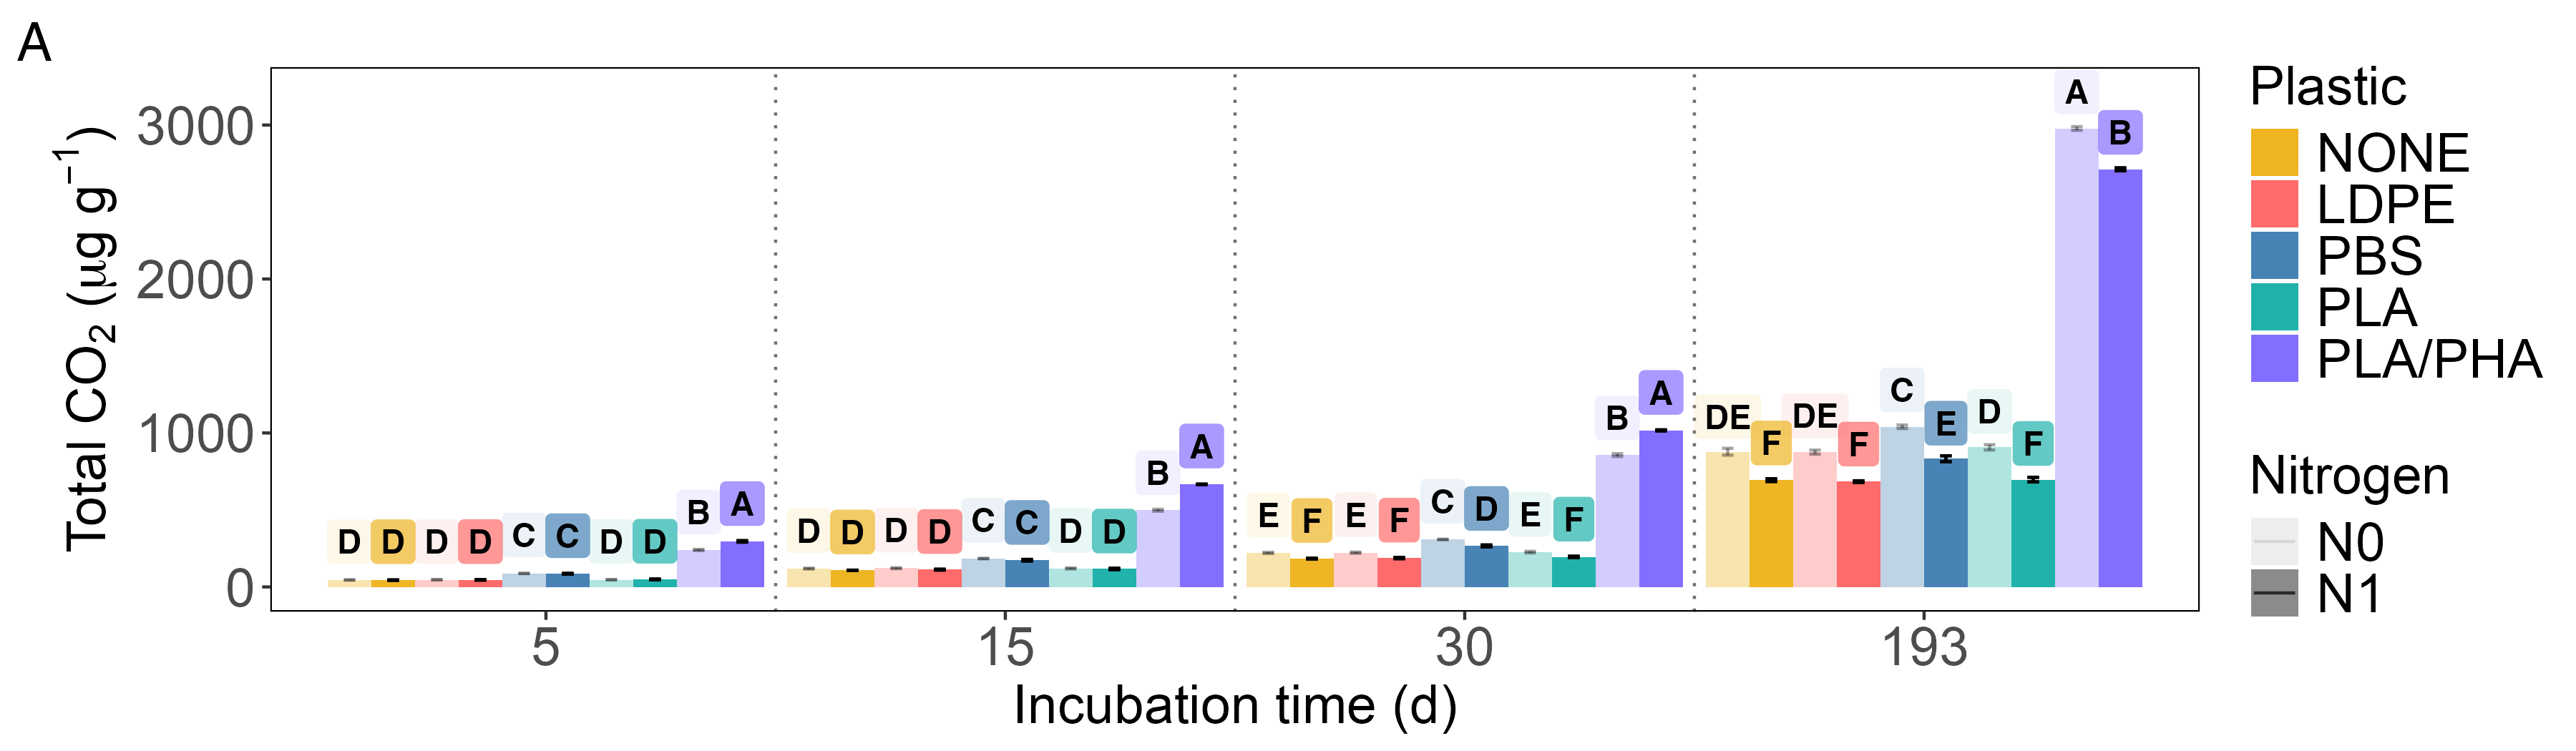 A
Total CO₂ (µg g⁻¹)
3000
2000
1000
0
D D D D C C D D B A
D D D D C C D D B A
E F E F C D E F B A
DE F DE F C E D F A B
5 15 30 193
Incubation time (d)
Plastic
NONE
LDPE
PBS
PLA
PLA/PHA
Nitrogen
N0
N1